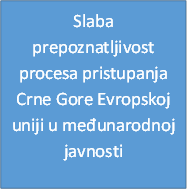 Slaba
prepoznatljivost
procesa pristupanja
Crne Gore Evropskoj
uniji u međunarodnoj
javnosti